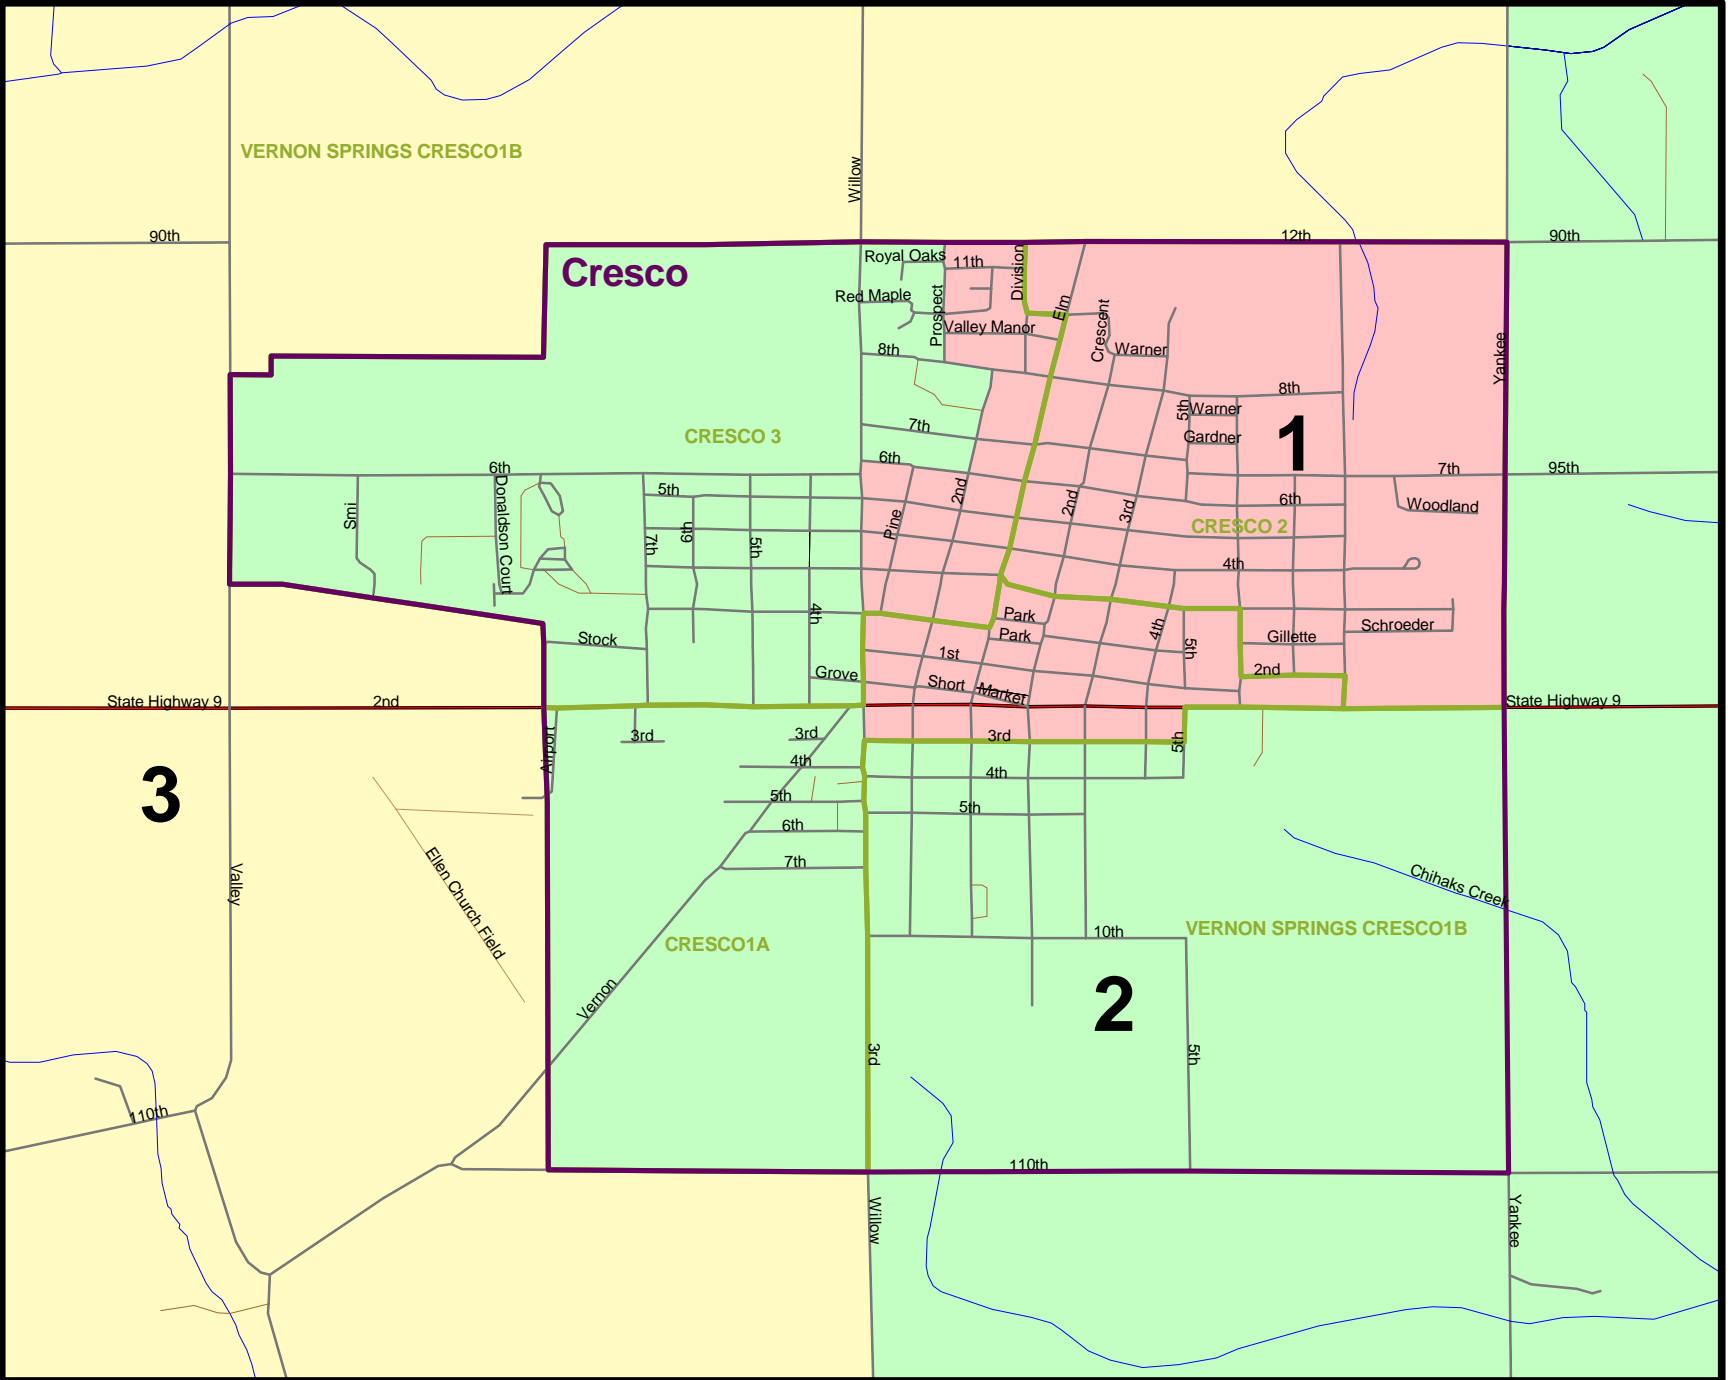 VERNON SPRINGS CRESCO1B
Willow
90th
12th
90th
Cresco
Royal Oaks
11th
Division
Red Maple
Prospect
Valley Manor
Elm
Crescent
Warner
Yankee
8th
8th
5th
Warner
Gardner
1
7th
CRESCO 3
6th
6th
7th
95th
Smi
Donaldson Court
5th
2nd
2nd
3rd
6th
Woodland
Pine
CRESCO 2
7th
6th
5th
4th
4th
Park
Park
4th
5th
Schroeder
Gillette
Stock
1st
2nd
Grove
Short
Market
State Highway 9
2nd
State Highway 9
Airport
3rd
3rd
3rd
5th
4th
4th
3
5th
5th
6th
7th
Valley
Ellen Church Field
Chihaks Creek
CRESCO1A
10th
VERNON SPRINGS CRESCO1B
Vernon
2
3rd
5th
110th
110th
Willow
Yankee